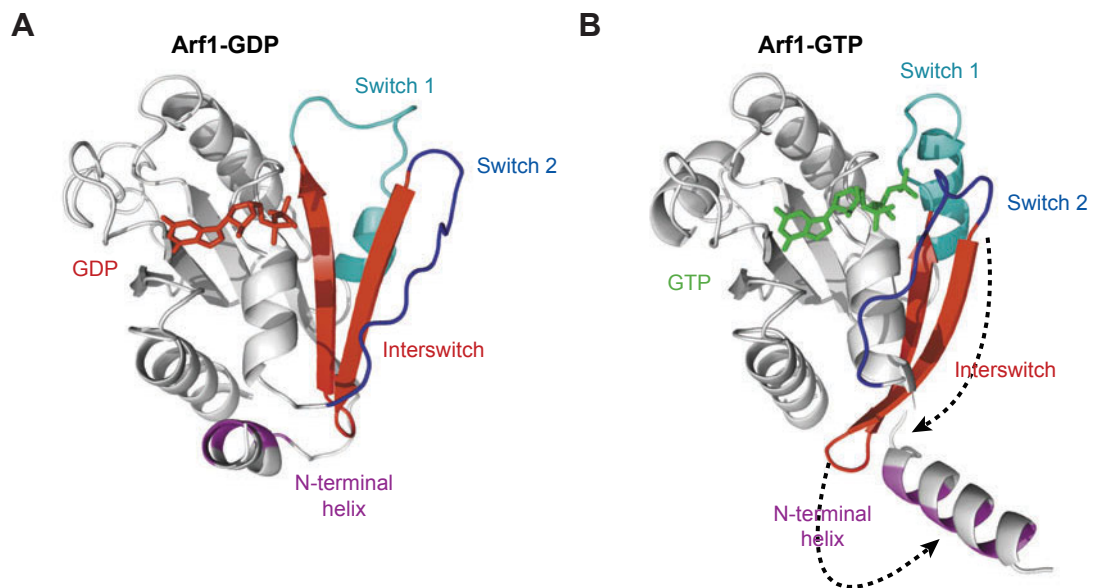 A
Arf1-GDP
Switch 1
Switch 2
GDP
Interswitch
N-terminal
helix
B
Arf1-GTP
Switch 1
Switch 2
GTP
Interswitch
N-terminal
helix